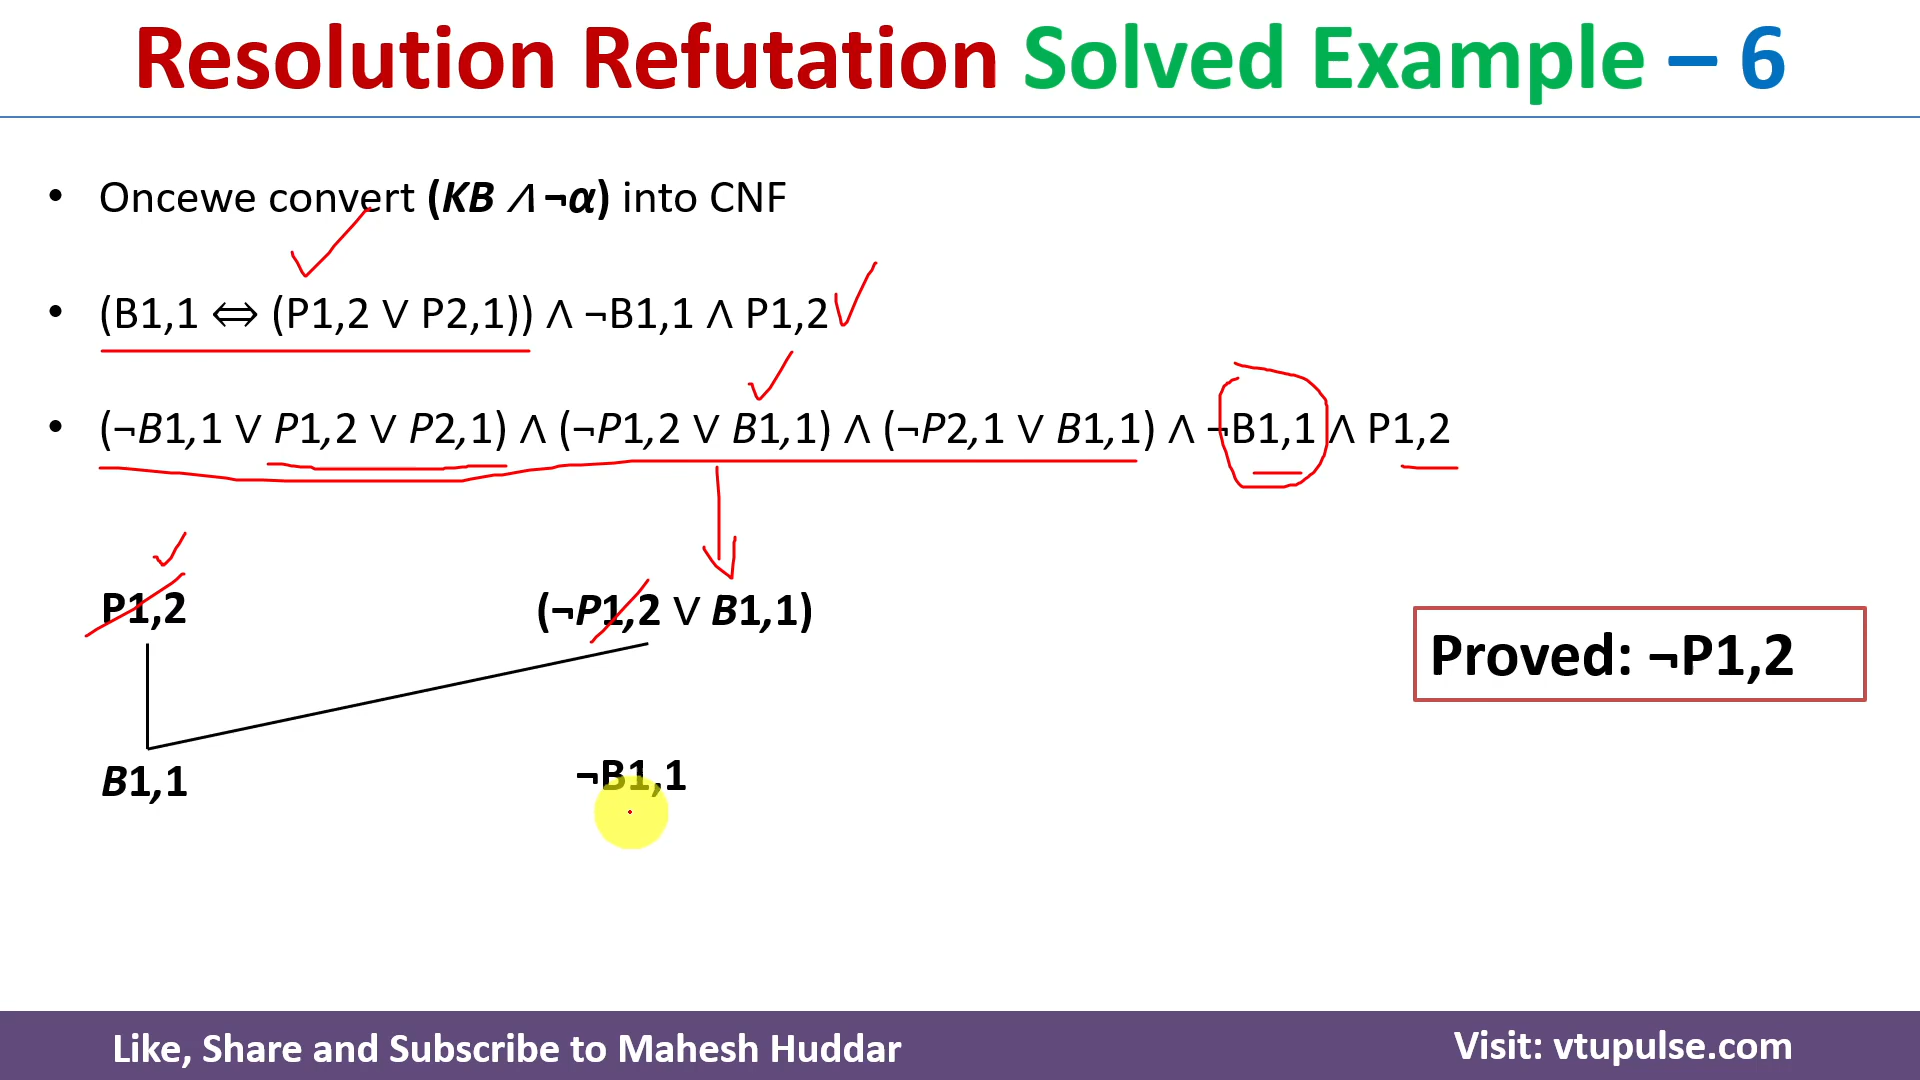 Resolution Refutation Solved Example – 6
• Oncewe convert (KB Λ ¬α) into CNF
• (B1,1 ⇔ (P1,2 ∨ P2,1)) ∧ ¬B1,1 ∧ P1,2
• (¬B1,1 ∨ P1,2 ∨ P2,1) ∧ (¬P1,2 ∨ B1,1) ∧ (¬P2,1 ∨ B1,1) ∧ ¬B1,1 ∧ P1,2
P1,2 (¬P1,2 ∨ B1,1)
Proved: ¬P1,2
B1,1 ¬B1,1
Like, Share and Subscribe to Mahesh Huddar Visit: vtupulse.com